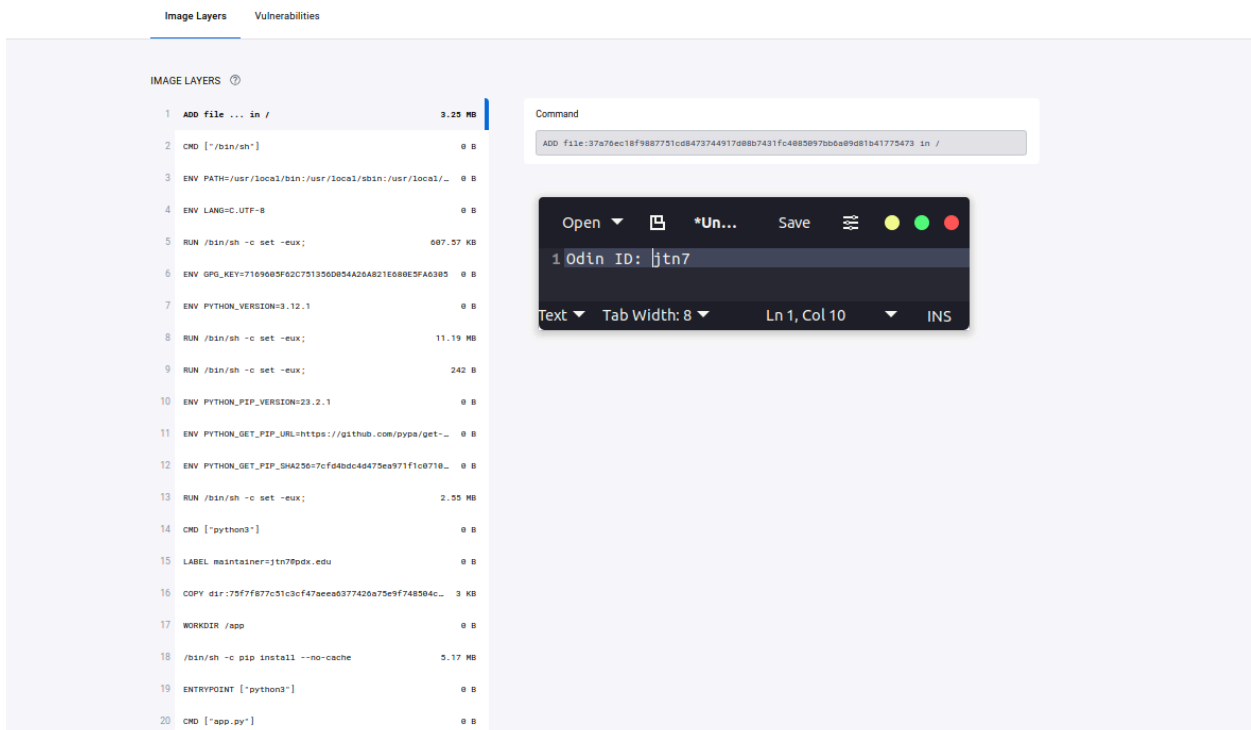 Image Layers Vulnerabilities
IMAGE LAYERS
1 ADD file ... in / 3.25 MB
2 CMD ["/bin/sh"] 0 B
3 ENV PATH=/usr/local/bin:/usr/local/sbin:/usr/local/… 0 B
4 ENV LANG=C.UTF-8 0 B
5 RUN /bin/sh -c set -eux; 607.57 KB
6 ENV GPG_KEY=7169605F62C751356D054A26A821E680E5FA6305 0 B
7 ENV PYTHON_VERSION=3.12.1 0 B
8 RUN /bin/sh -c set -eux; 11.19 MB
9 RUN /bin/sh -c set -eux; 242 B
10 ENV PYTHON_PIP_VERSION=23.2.1 0 B
11 ENV PYTHON_GET_PIP_URL=https://github.com/pypa/get-… 0 B
12 ENV PYTHON_GET_PIP_SHA256=7cfd4bdc4d475ea971f1c0710… 0 B
13 RUN /bin/sh -c set -eux; 2.55 MB
14 CMD ["python3"] 0 B
15 LABEL maintainer=jtn7@pdx.edu 0 B
16 COPY dir:75f7f877c51c3cf47aeea6377426a75e9f748504c… 3 KB
17 WORKDIR /app 0 B
18 /bin/sh -c pip install --no-cache 5.17 MB
19 ENTRYPOINT ["python3"] 0 B
20 CMD ["app.py"] 0 B
Command
ADD file:37a76ec18f9887751cd8473744917d08b7431fc4085097bb6a09d81b41775473 in /
Open *Un... Save
1 Odin ID: jtn7
Text Tab Width: 8 Ln 1, Col 10 INS